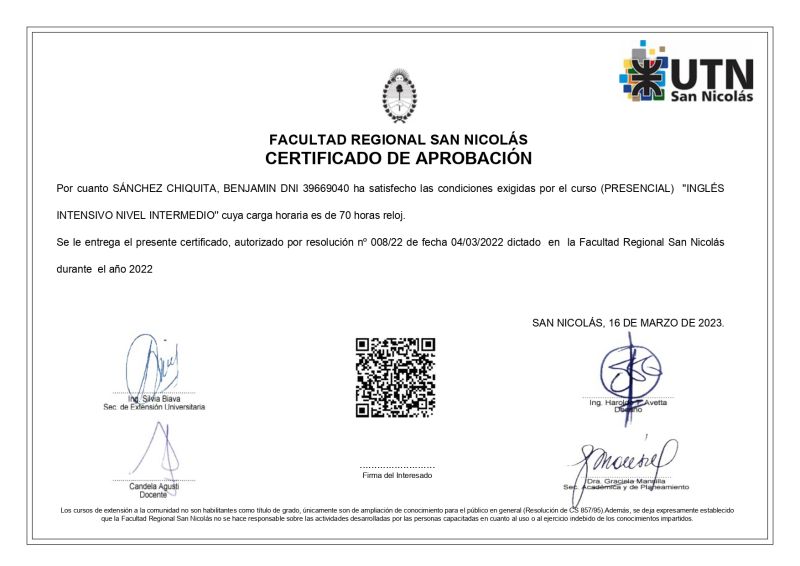 UTN
San Nicolás
FACULTAD REGIONAL SAN NICOLÁS
CERTIFICADO DE APROBACIÓN
Por cuanto SÁNCHEZ CHIQUITA, BENJAMIN DNI 39669040 ha satisfecho las condiciones exigidas por el curso (PRESENCIAL) "INGLÉS
INTENSIVO NIVEL INTERMEDIO" cuya carga horaria es de 70 horas reloj.
Se le entrega el presente certificado, autorizado por resolución nº 008/22 de fecha 04/03/2022 dictado en la Facultad Regional San Nicolás
durante el año 2022
SAN NICOLÁS, 16 DE MARZO DE 2023.
Ing. Silvia Biava
Sec. de Extensión Universitaria
Ing. Haroldo T. Avetta
Decano
Candela Agusti
Docente
Firma del Interesado
Dra. Graciela Mansilla
Sec. Académica y de Planeamiento
Los cursos de extensión a la comunidad no son habilitantes como título de grado, únicamente son de ampliación de conocimiento para el público en general (Resolución de CS 857/95).Además, se deja expresamente establecido
que la Facultad Regional San Nicolás no se hace responsable sobre las actividades desarrolladas por las personas capacitadas en cuanto al uso o al ejercicio indebido de los conocimientos impartidos.